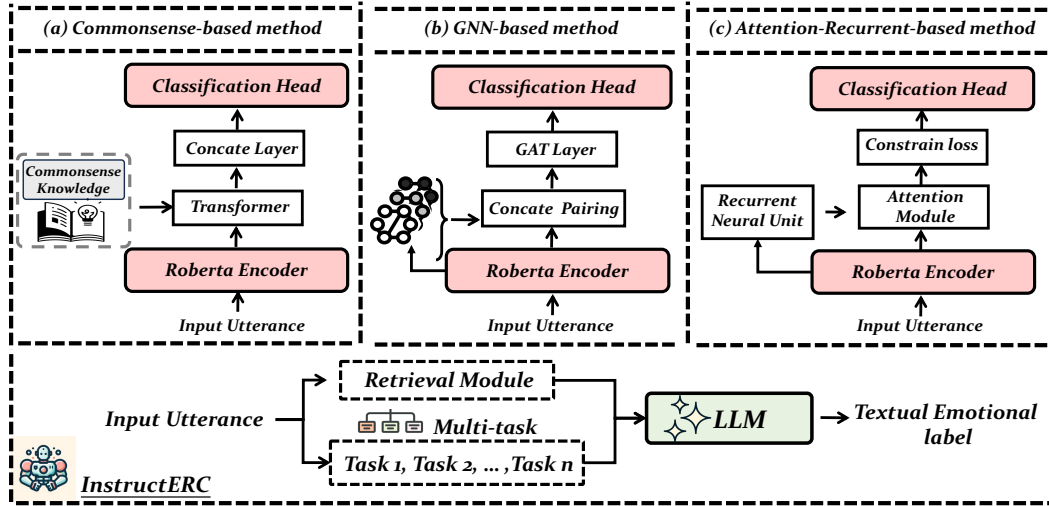 (a) Commonsense-based method
Classification Head
Concate Layer
Commonsense
Knowledge
Transformer
Roberta Encoder
Input Utterance
(b) GNN-based method
Classification Head
GAT Layer
Concate Pairing
Roberta Encoder
Input Utterance
(c) Attention-Recurrent-based method
Classification Head
Constrain loss
Recurrent
Neural Unit
Attention
Module
Roberta Encoder
Input Utterance
Input Utterance
Retrieval Module
Multi-task
Task 1, Task 2, ... ,Task n
LLM
Textual Emotional
label
InstructERC